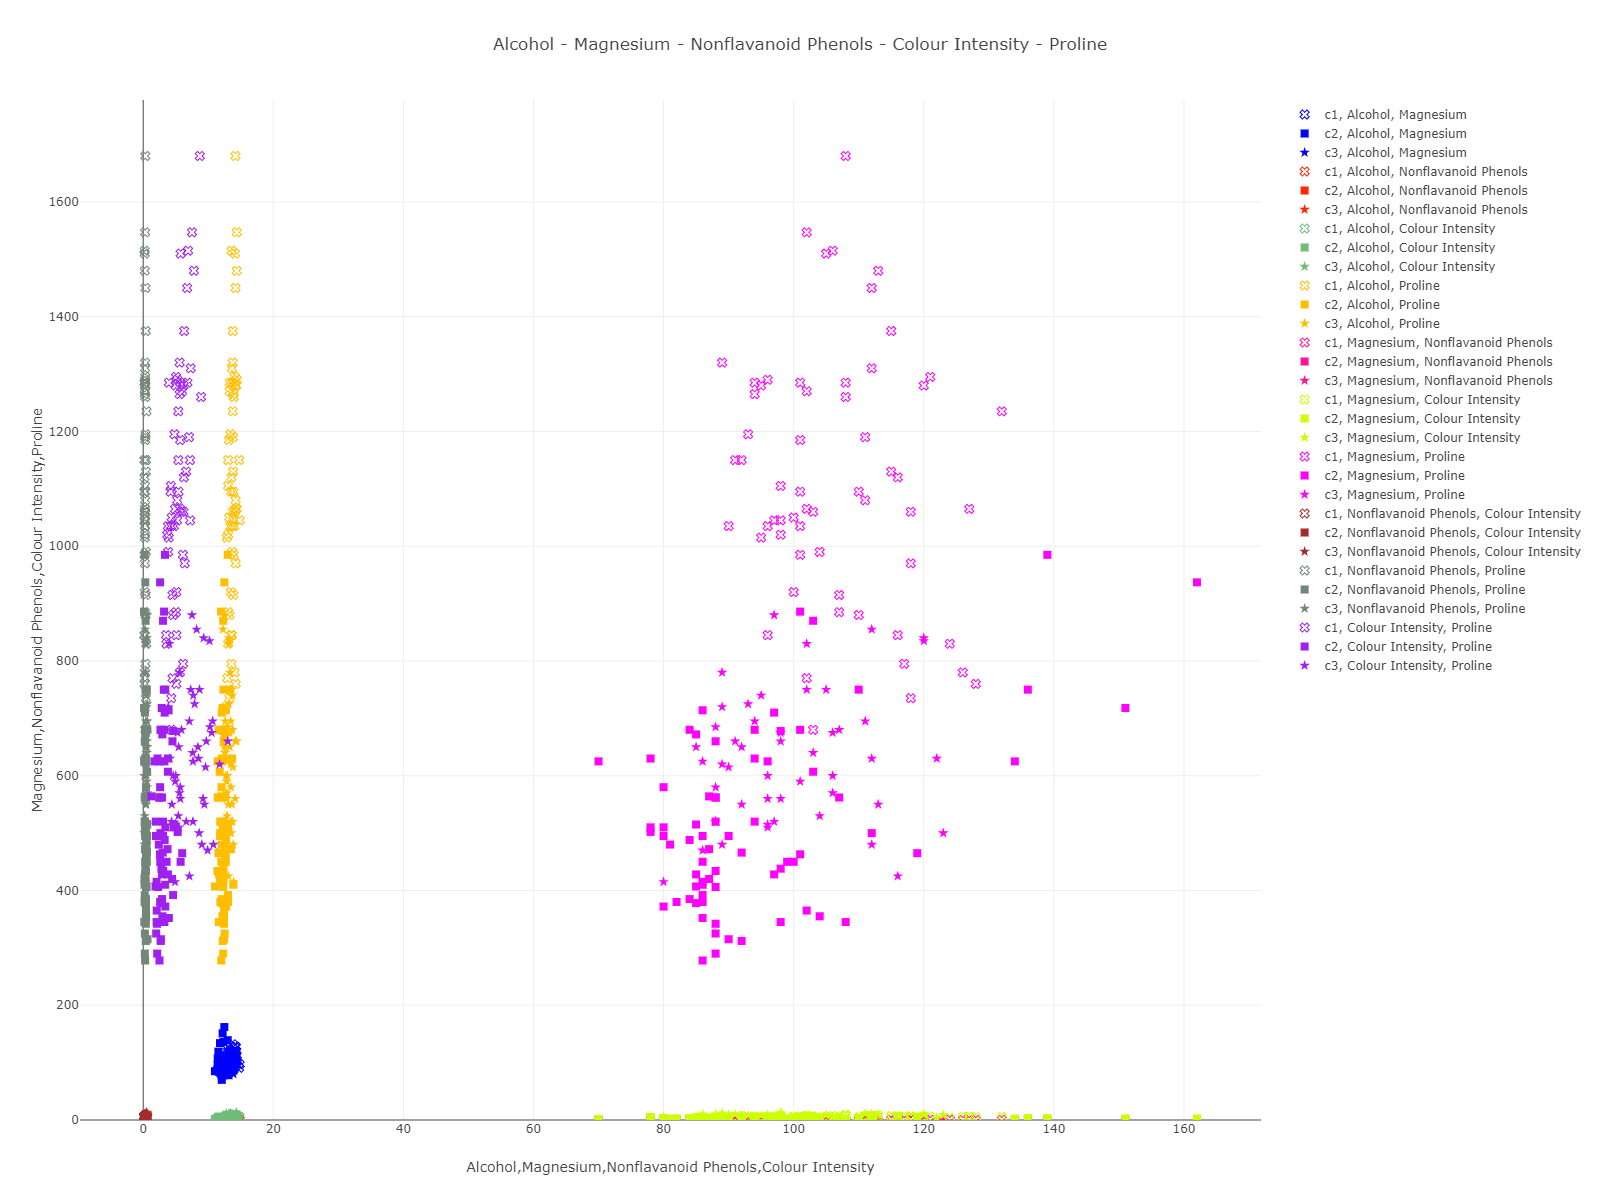 Alcohol - Magnesium - Nonflavanoid Phenols - Colour Intensity - Proline
Magnesium,Nonflavanoid Phenols,Colour Intensity,Proline
1600
1400
1200
1000
800
600
400
200
0
0 20 40 60 80 100 120 140 160
Alcohol,Magnesium,Nonflavanoid Phenols,Colour Intensity
c1, Alcohol, Magnesium
c2, Alcohol, Magnesium
c3, Alcohol, Magnesium
c1, Alcohol, Nonflavanoid Phenols
c2, Alcohol, Nonflavanoid Phenols
c3, Alcohol, Nonflavanoid Phenols
c1, Alcohol, Colour Intensity
c2, Alcohol, Colour Intensity
c3, Alcohol, Colour Intensity
c1, Alcohol, Proline
c2, Alcohol, Proline
c3, Alcohol, Proline
c1, Magnesium, Nonflavanoid Phenols
c2, Magnesium, Nonflavanoid Phenols
c3, Magnesium, Nonflavanoid Phenols
c1, Magnesium, Colour Intensity
c2, Magnesium, Colour Intensity
c3, Magnesium, Colour Intensity
c1, Magnesium, Proline
c2, Magnesium, Proline
c3, Magnesium, Proline
c1, Nonflavanoid Phenols, Colour Intensity
c2, Nonflavanoid Phenols, Colour Intensity
c3, Nonflavanoid Phenols, Colour Intensity
c1, Nonflavanoid Phenols, Proline
c2, Nonflavanoid Phenols, Proline
c3, Nonflavanoid Phenols, Proline
c1, Colour Intensity, Proline
c2, Colour Intensity, Proline
c3, Colour Intensity, Proline